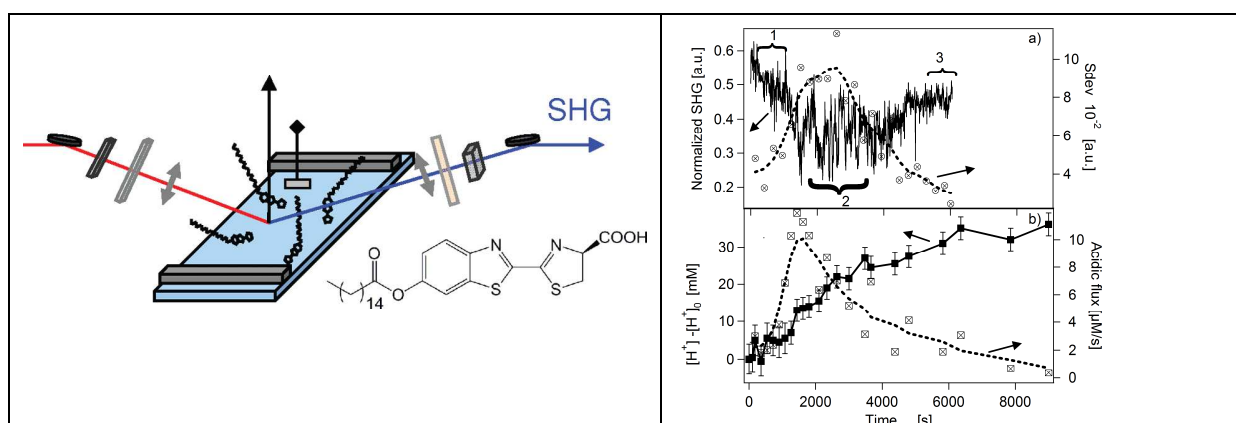 SHG
COOH
N
N
O
S
S
O
14
a)
1
3
0.6
0.5
0.4
0.3
0.2
Normalized SHG [a.u.]
10
8
6
4
Sdev 10-2 [a.u.]
2
b)
30
20
10
0
[H+] -[H+]0 [mM]
10
8
6
4
2
0
Acidic flux [µM/s]
0 2000 4000 6000 8000
Time [s]